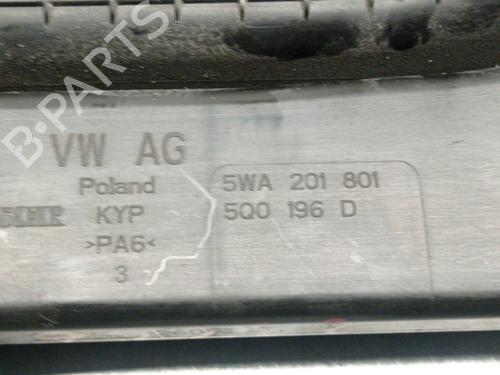 B-PARTS
VW AG
Poland
KYP
>PA6<
3
5WA 201 801
5Q0 196 D